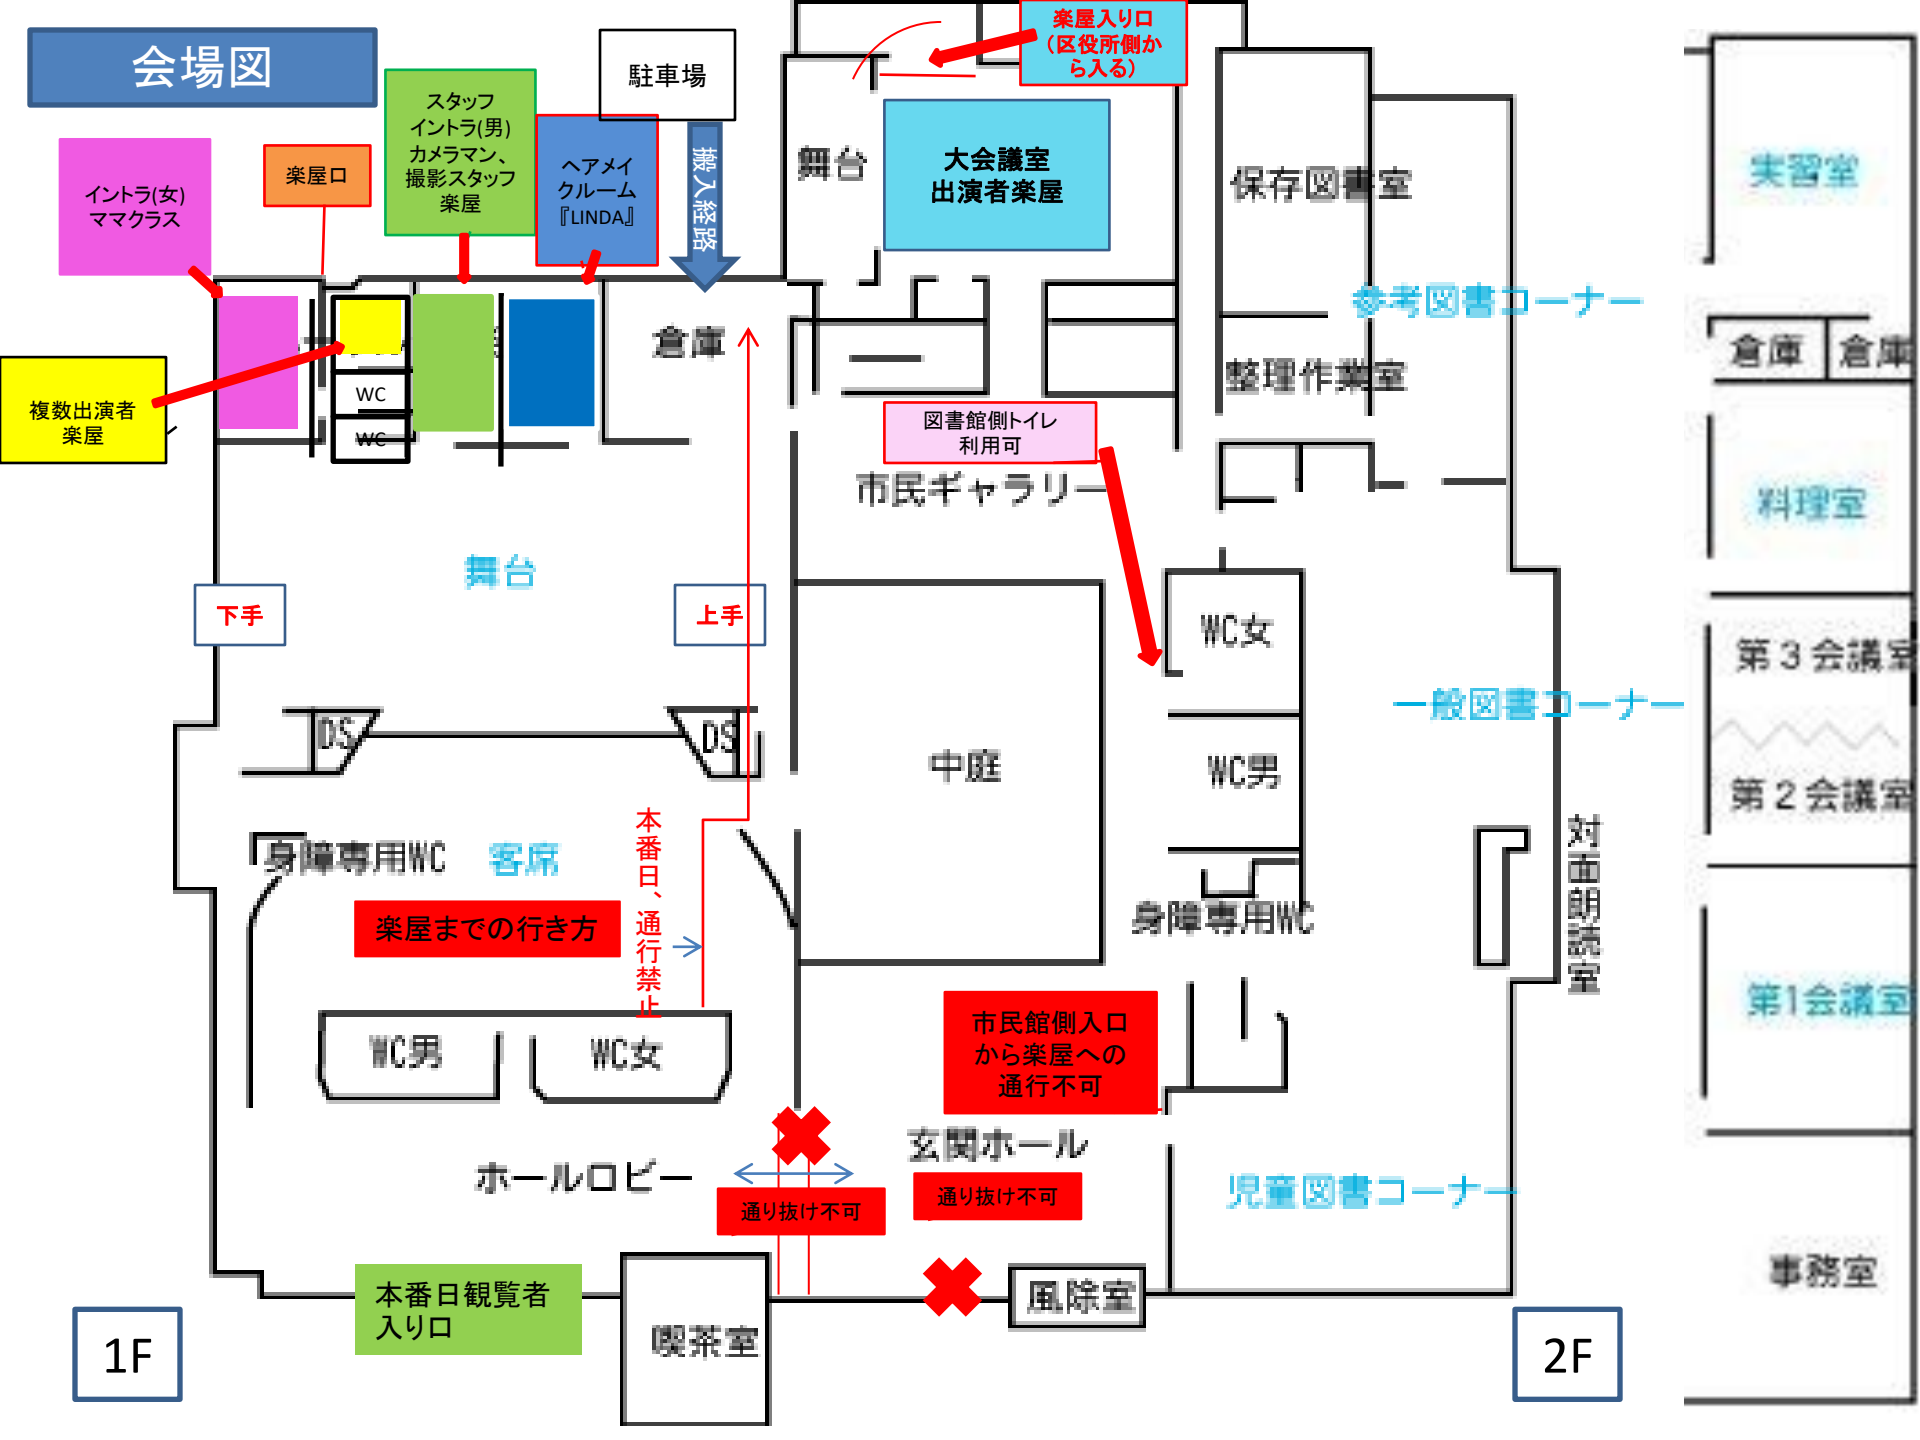 会場図
駐車場
楽屋入り口
（区役所側か
ら入る）
スタッフ
イントラ(男)
カメラマン、
撮影スタッフ
楽屋
ヘアメイ
クルーム
『LINDA』
イントラ(女)
ママクラス
楽屋口
搬入経路
舞台
大会議室
出演者楽屋
保存図書室
実習室
参考図書コーナー
倉庫
倉庫
倉庫
整理作業室
複数出演者
楽屋
WC
WC
図書館側トイレ
利用可
市民ギャラリー
料理室
舞台
下手
上手
WC女
第３会議室
一般図書コーナー
DS
DS
中庭
WC男
第２会議室
本番日、通行禁止
身障専用WC
客席
対面朗読室
楽屋までの行き方
身障専用WC
第1会議室
市民館側入口
から楽屋への
通行不可
WC男
WC女
玄関ホール
ホールロビー
通り抜け不可
通り抜け不可
児童図書コーナー
事務室
本番日観覧者
入り口
風除室
喫茶室
1F
2F